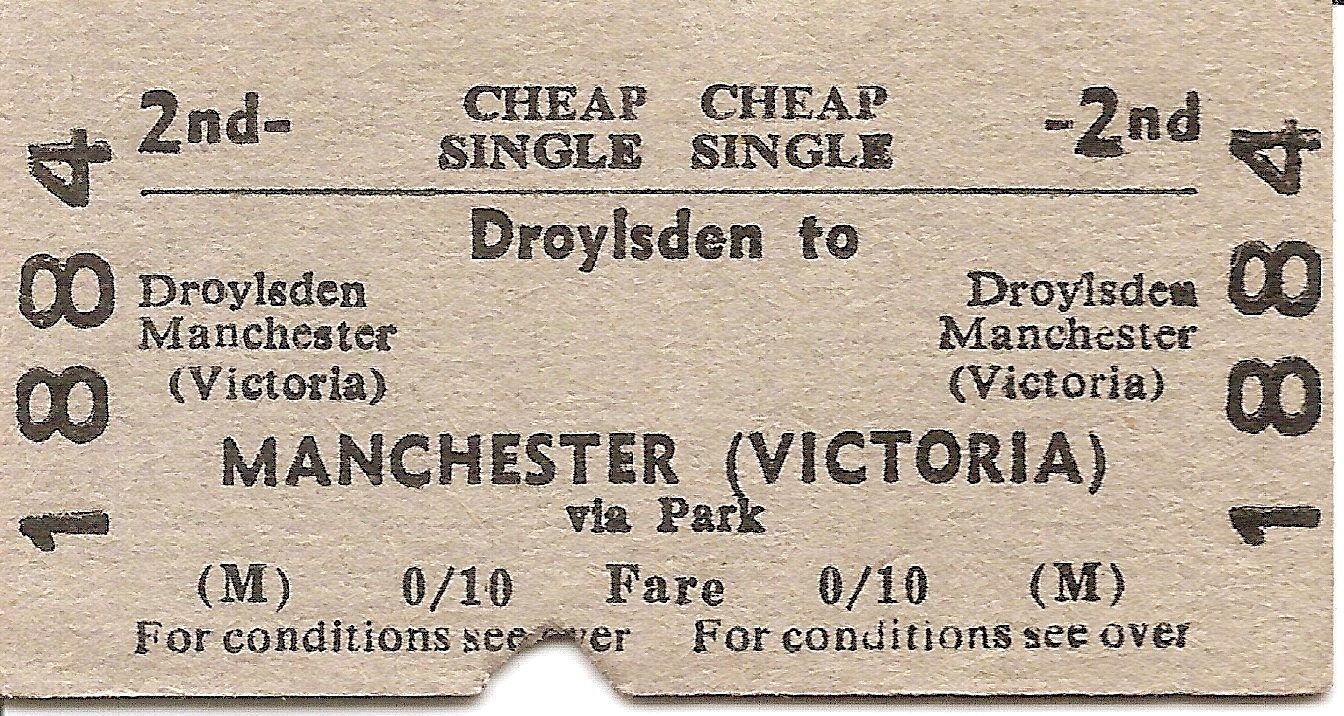 2nd- CHEAP SINGLE CHEAP SINGLE -2nd
Droylsden to
Droylsden Manchester (Victoria)
Droylsden Manchester (Victoria)
MANCHESTER (VICTORIA)
via Park
(M) 0/10 Fare 0/10 (M)
For conditions see over For conditions see over
1884
1884